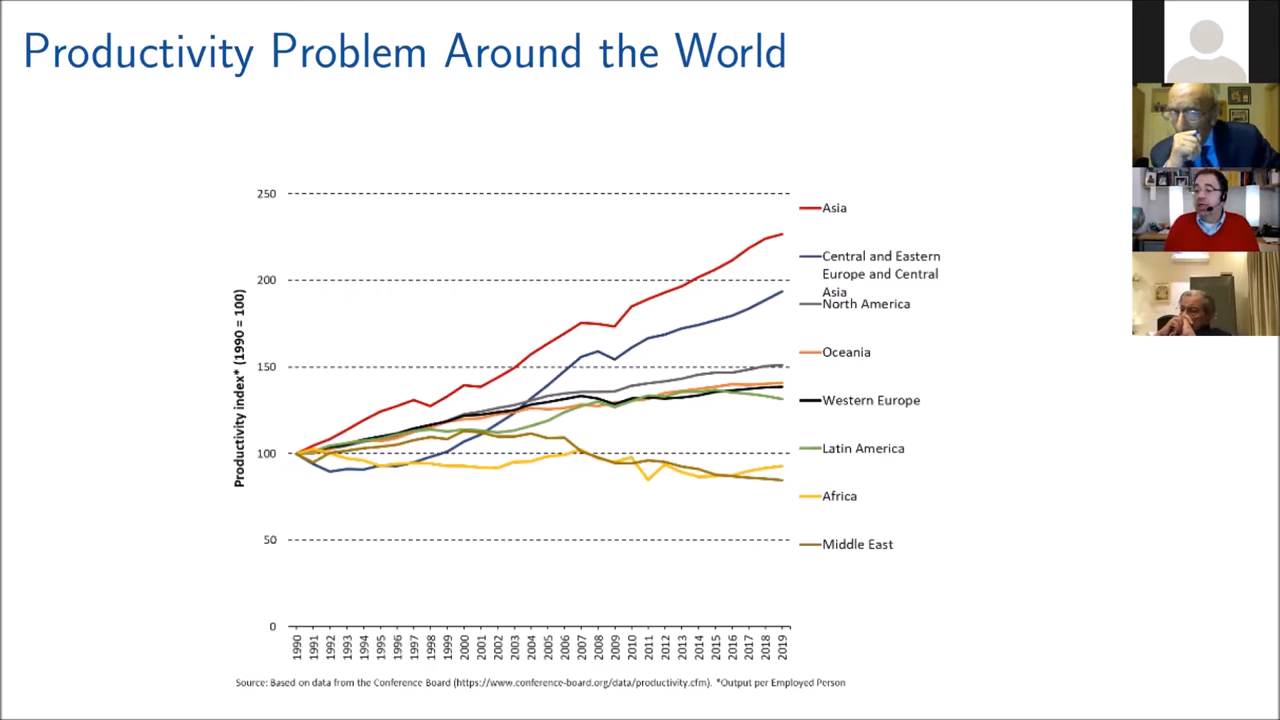 Productivity Problem Around the World
250
200
150
100
50
0
Productivity index* (1990 = 100)
1990 1991 1992 1993 1994 1995 1996 1997 1998 1999 2000 2001 2002 2003 2004 2005 2006 2007 2008 2009 2010 2011 2012 2013 2014 2015 2016 2017 2018 2019
Asia
Central and Eastern
Europe and Central
Asia
North America
Oceania
Western Europe
Latin America
Africa
Middle East
Source: Based on data from the Conference Board (https://www.conference-board.org/data/productivity.cfm). *Output per Employed Person